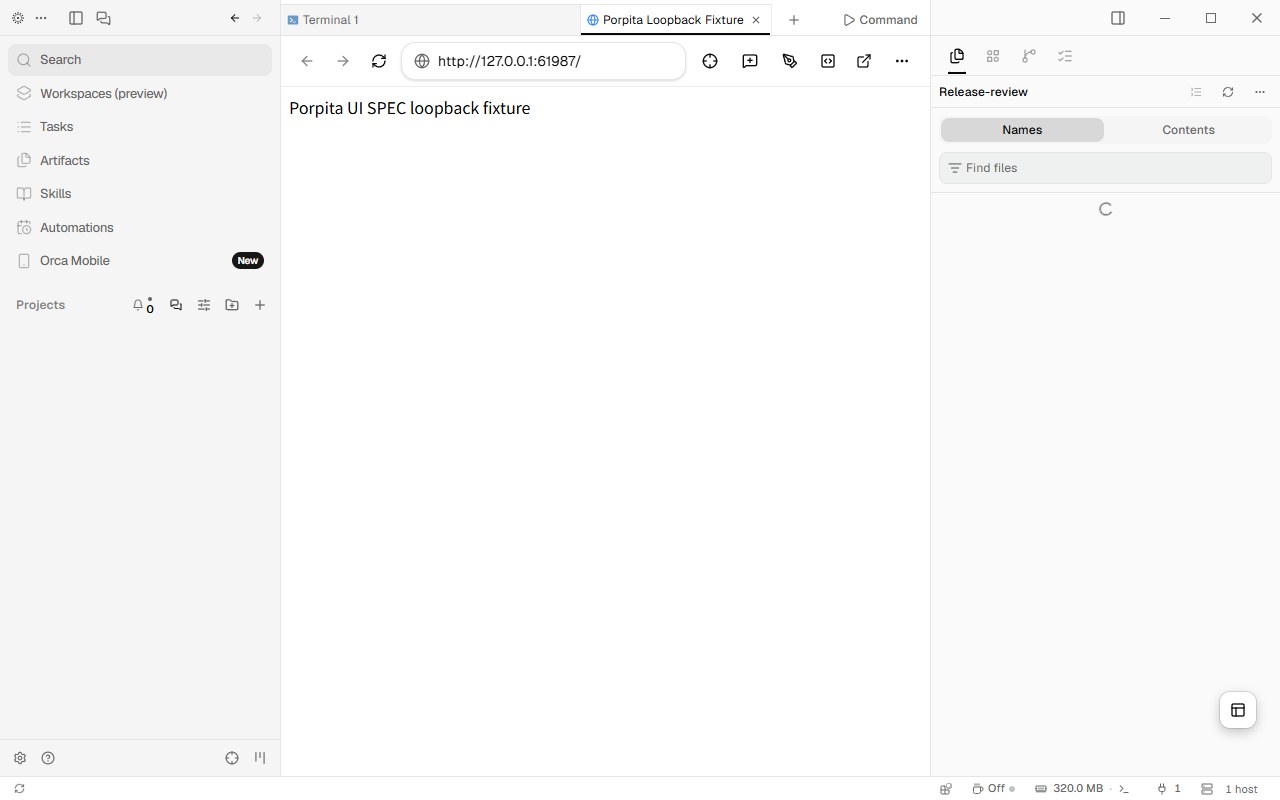 Terminal 1
Porpita Loopback Fixture
Command
http://127.0.0.1:61987/
Porpita UI SPEC loopback fixture
Search
Workspaces (preview)
Tasks
Artifacts
Skills
Automations
Orca Mobile
New
Projects
0
Release-review
Names
Contents
Find files
Off
320.0 MB
1
1 host